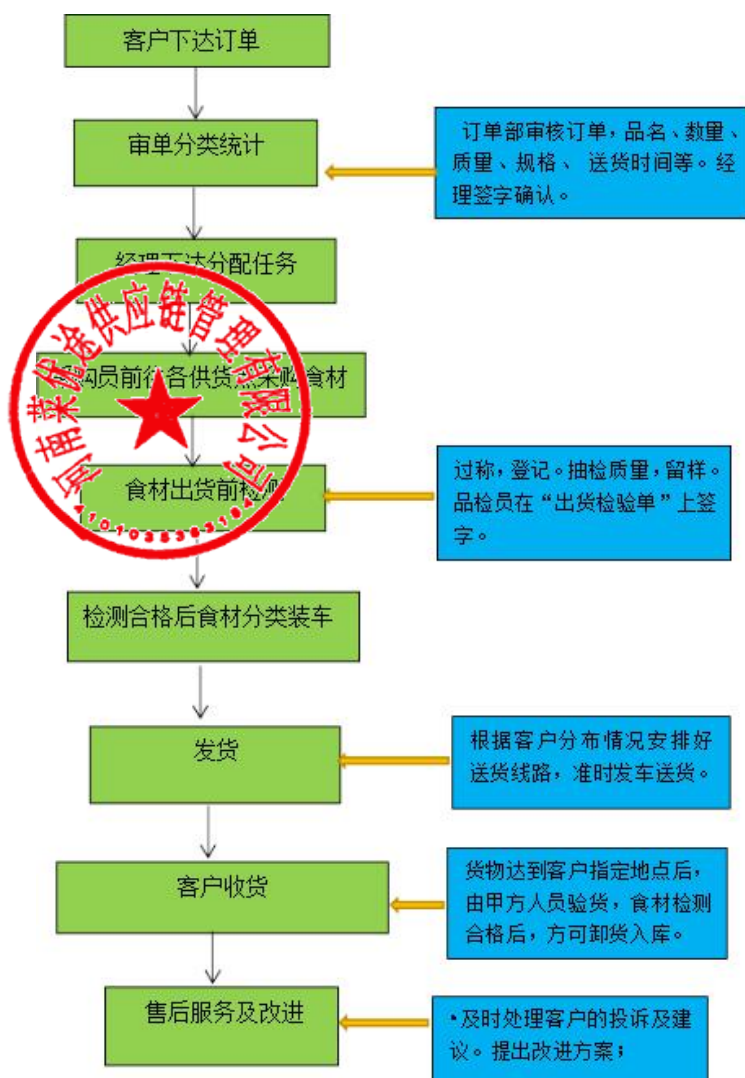 客户下达订单
审单分类统计
订单部审核订单，品名、数量、
质量、规格、 送货时间等。经
理签字确认。
经理下达分配任务
河南菜优途供应链管理有限公司
购员前往各供货点采购食材
食材出货前检测
过称，登记。抽检质量，留样。
品检员在“出货检验单”上签
字。
检测合格后食材分类装车
发货
根据客户分布情况安排好
送货线路，准时发车送货。
客户收货
货物达到客户指定地点后，
由甲方人员验货，食材检测
合格后，方可卸货入库。
售后服务及改进
•及时处理客户的投诉及建
议。提出改进方案；